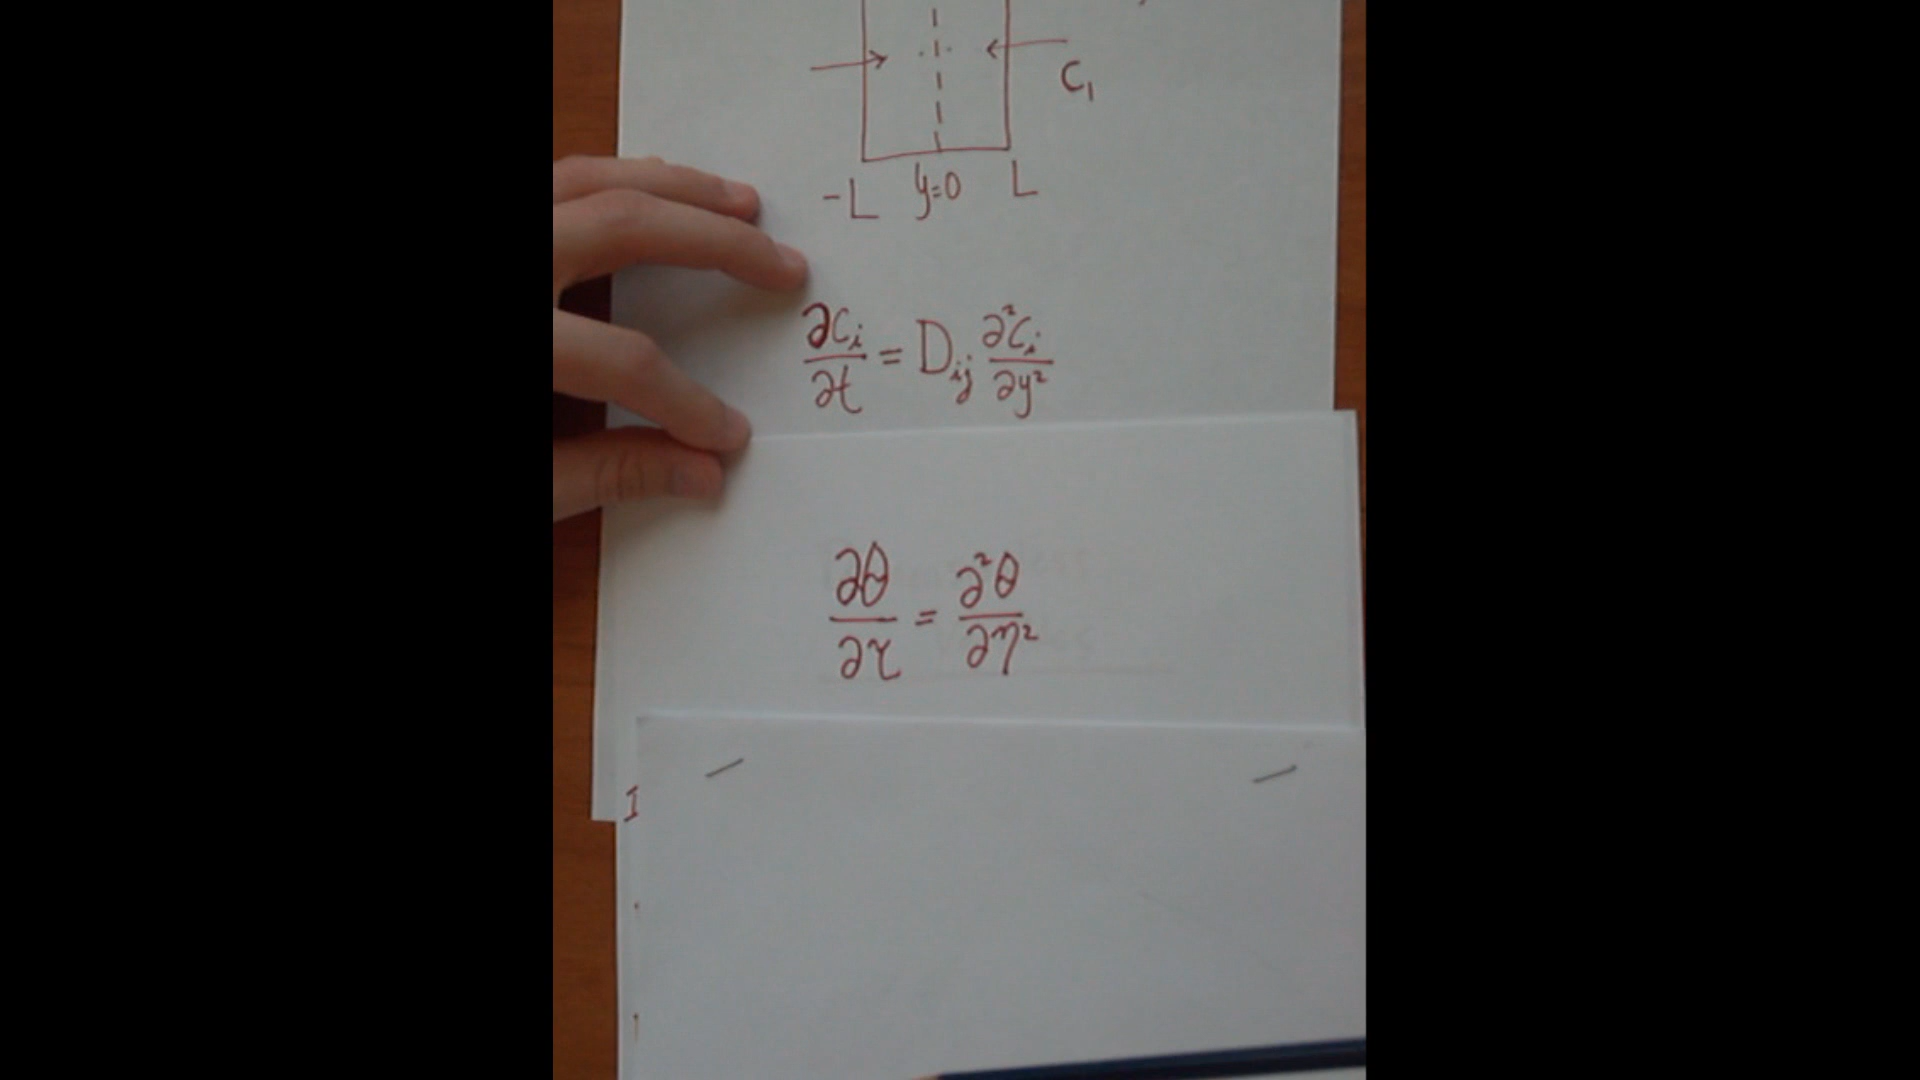 C₁
-L y=0 L
∂Cᵢ/∂t = Dᵢⱼ ∂²Cᵢ/∂y²
∂θ/∂τ = ∂²θ/∂η²
I